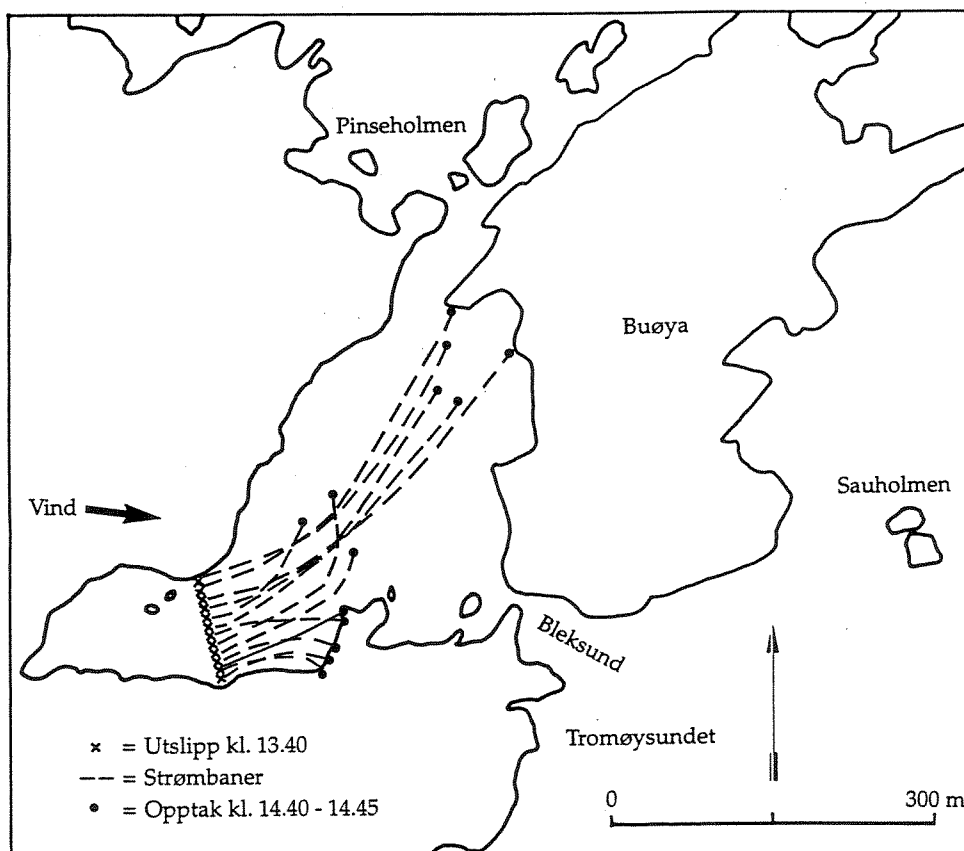 Pinseholmen
Buøya
Sauholmen
Vind
Bleksund
Tromøysundet
x = Utslipp kl. 13.40
–– = Strømbaner
• = Opptak kl. 14.40 - 14.45
0 300 m